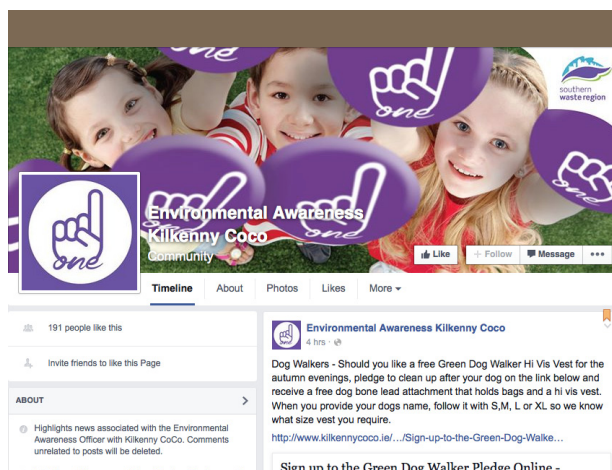 one
one
one
southern
waste region
Environmental Awareness
Kilkenny Coco
Community
Like
Follow
Message
Timeline
About
Photos
Likes
More
191 people like this
Invite friends to like this Page
ABOUT
Highlights news associated with the Environmental
Awareness Officer with Kilkenny CoCo. Comments
unrelated to posts will be deleted.
one
Environmental Awareness Kilkenny Coco
4 hrs ·
Dog Walkers - Should you like a free Green Dog Walker Hi Vis Vest for the
autumn evenings, pledge to clean up after your dog on the link below and
receive a free dog bone lead attachment that holds bags and a hi vis vest.
When you provide your dogs name, follow it with S,M, L or XL so we know
what size vest you require.
http://www.kilkennycoco.ie/.../Sign-up-to-the-Green-Dog-Walke...
Sign up to the Green Dog Walker Pledge Online -